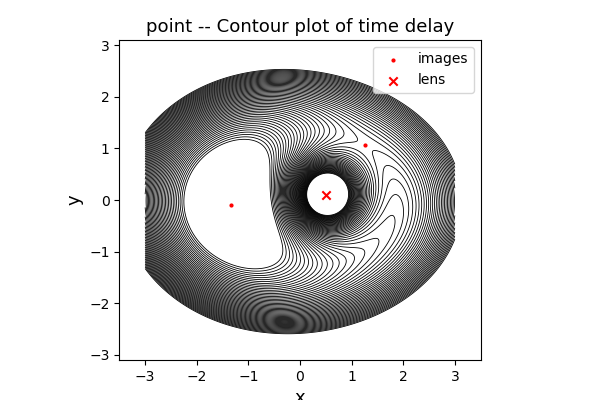 point -- Contour plot of time delay
images
lens
3
2
1
0
−1
−2
−3
y
−3 −2 −1 0 1 2 3
x